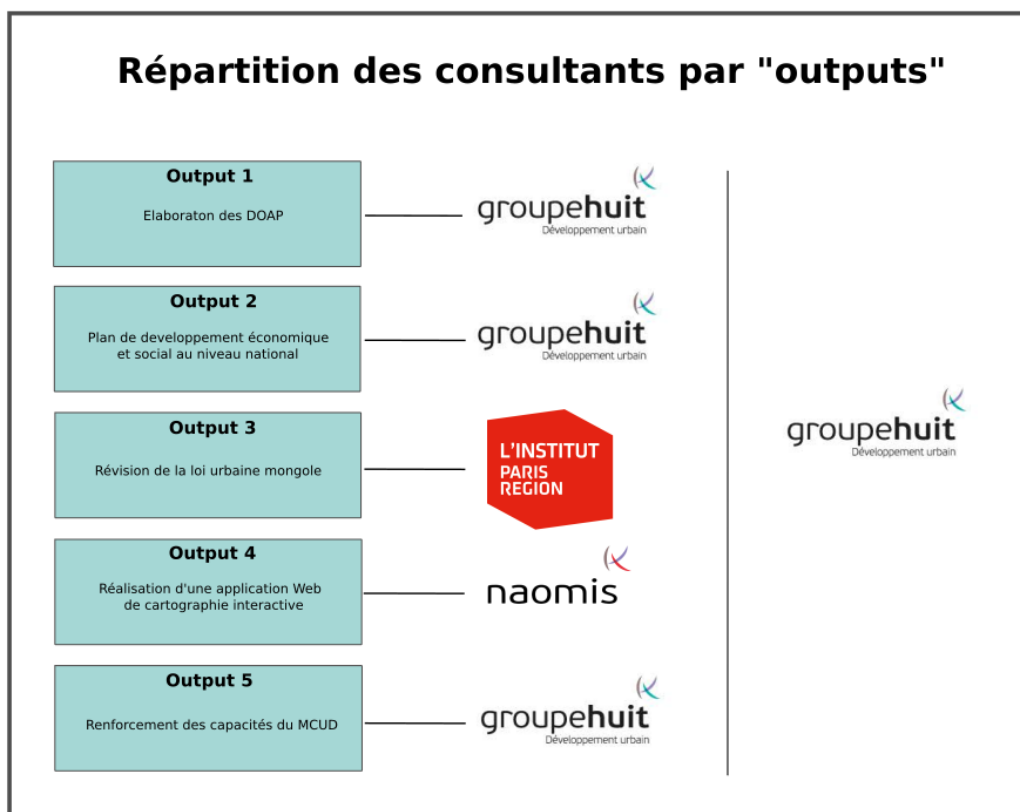 Répartition des consultants par "outputs"
Output 1
Elaboraton des DOAP
groupehuit
Développement urbain
Output 2
Plan de developpement économique
et social au niveau national
groupehuit
Développement urbain
Output 3
Révision de la loi urbaine mongole
L'INSTITUT
PARIS
REGION
Output 4
Réalisation d'une application Web
de cartographie interactive
naomis
Output 5
Renforcement des capacités du MCUD
groupehuit
Développement urbain
groupehuit
Développement urbain